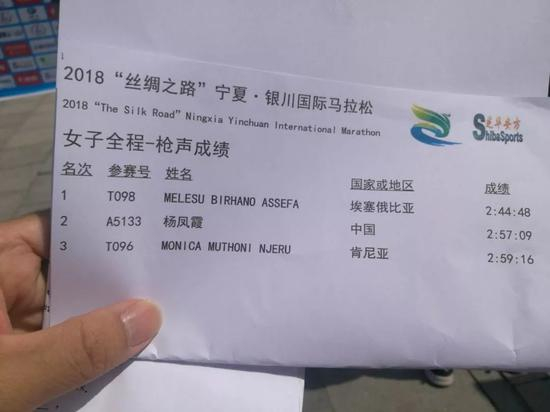 2018“丝绸之路”宁夏·银川国际马拉松
2018“The Silk Road”Ningxia Yinchuan International Marathon
ShibaSports
女子全程-枪声成绩
名次 参赛号 姓名 国家或地区 成绩
1 T098 MELESU BIRHANO ASSEFA 埃塞俄比亚 2:44:48
2 A5133 杨凤霞 中国 2:57:09
3 T096 MONICA MUTHONI NJERU 肯尼亚 2:59:16